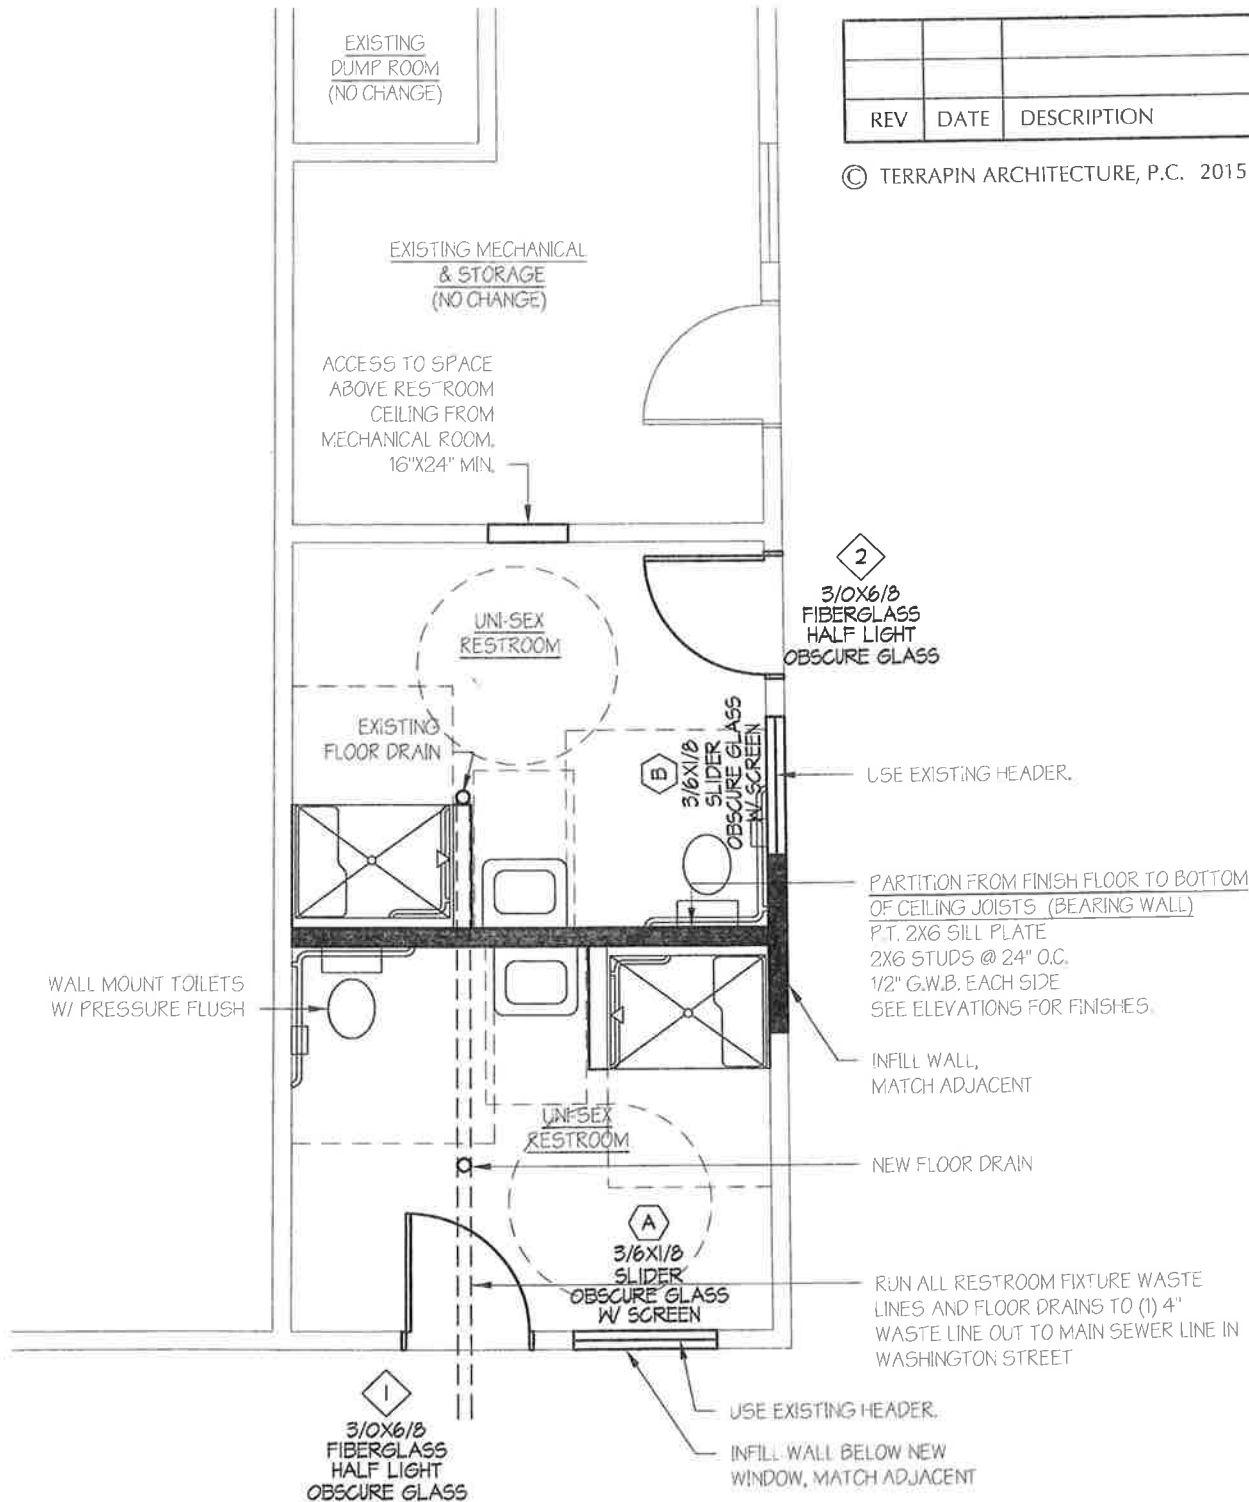 EXISTING
DUMP ROOM
(NO CHANGE)
REV DATE DESCRIPTION
© TERRAPIN ARCHITECTURE, P.C. 2015
EXISTING MECHANICAL
& STORAGE
(NO CHANGE)
ACCESS TO SPACE
ABOVE RESTROOM
CEILING FROM
MECHANICAL ROOM.
16"X24" MIN.
2
3/0X6/8
FIBERGLASS
HALF LIGHT
OBSCURE GLASS
UNI-SEX
RESTROOM
EXISTING
FLOOR DRAIN
B
3/6X1/8
SLIDER
OBSCURE GLASS
W/ SCREEN
USE EXISTING HEADER.
PARTITION FROM FINISH FLOOR TO BOTTOM
OF CEILING JOISTS (BEARING WALL)
P.T. 2X6 SILL PLATE
2X6 STUDS @ 24" O.C.
1/2" G.W.B. EACH SIDE
SEE ELEVATIONS FOR FINISHES.
WALL MOUNT TOILETS
W/ PRESSURE FLUSH
INFILL WALL,
MATCH ADJACENT
UNI-SEX
RESTROOM
NEW FLOOR DRAIN
A
3/6X1/8
SLIDER
OBSCURE GLASS
W/ SCREEN
RUN ALL RESTROOM FIXTURE WASTE
LINES AND FLOOR DRAINS TO (1) 4"
WASTE LINE OUT TO MAIN SEWER LINE IN
WASHINGTON STREET
1
3/0X6/8
FIBERGLASS
HALF LIGHT
OBSCURE GLASS
USE EXISTING HEADER.
INFILL WALL BELOW NEW
WINDOW, MATCH ADJACENT